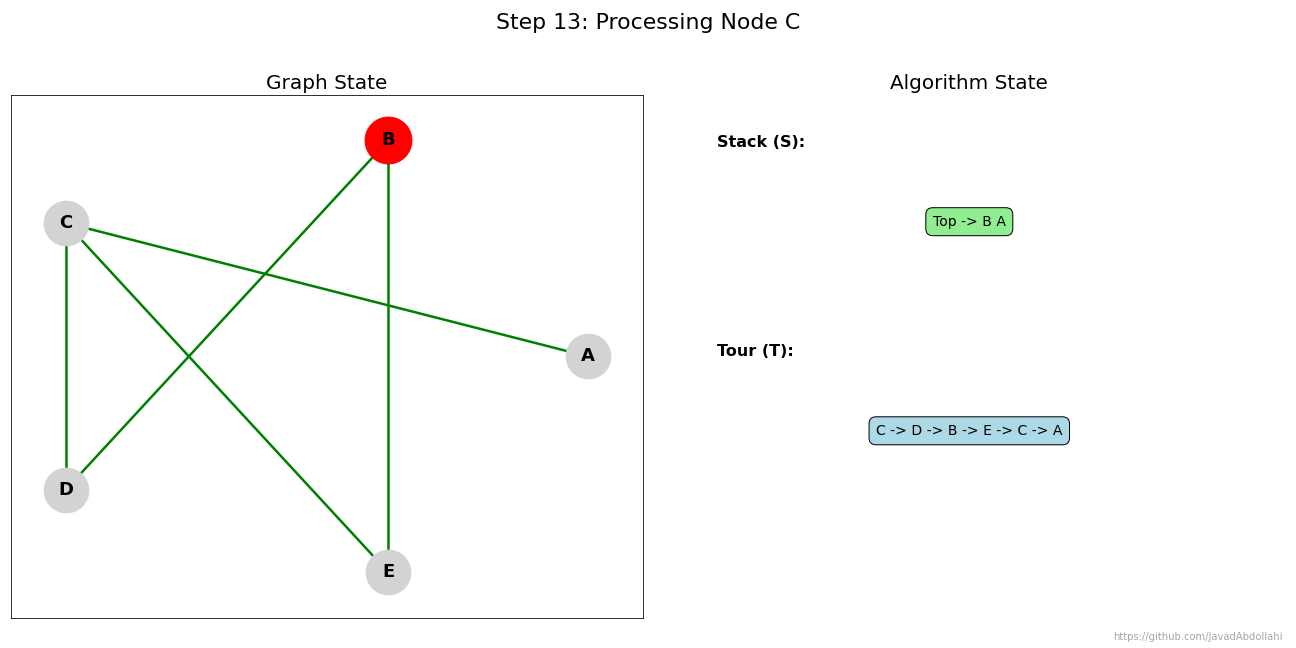 Step 13: Processing Node C
Graph State
B
C
A
D
E
Algorithm State
Stack (S):
Top -> B A
Tour (T):
C -> D -> B -> E -> C -> A
https://github.com/JavadAbdollahi